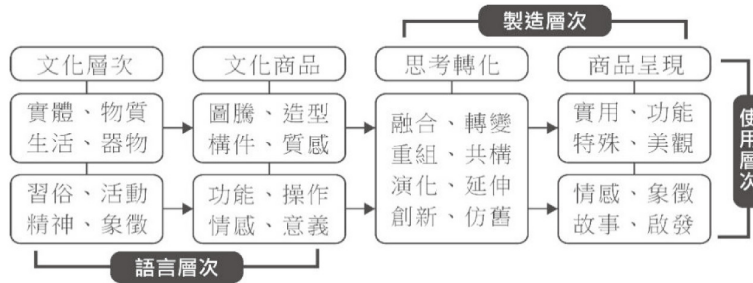 製造層次
文化層次
文化商品
思考轉化
商品呈現
實體、物質
生活、器物
圖騰、造型
構件、質感
融合、轉變
重組、共構
演化、延伸
創新、仿舊
實用、功能
特殊、美觀
習俗、活動
精神、象徵
功能、操作
情感、意義
情感、象徵
故事、啟發
使用層次
語言層次